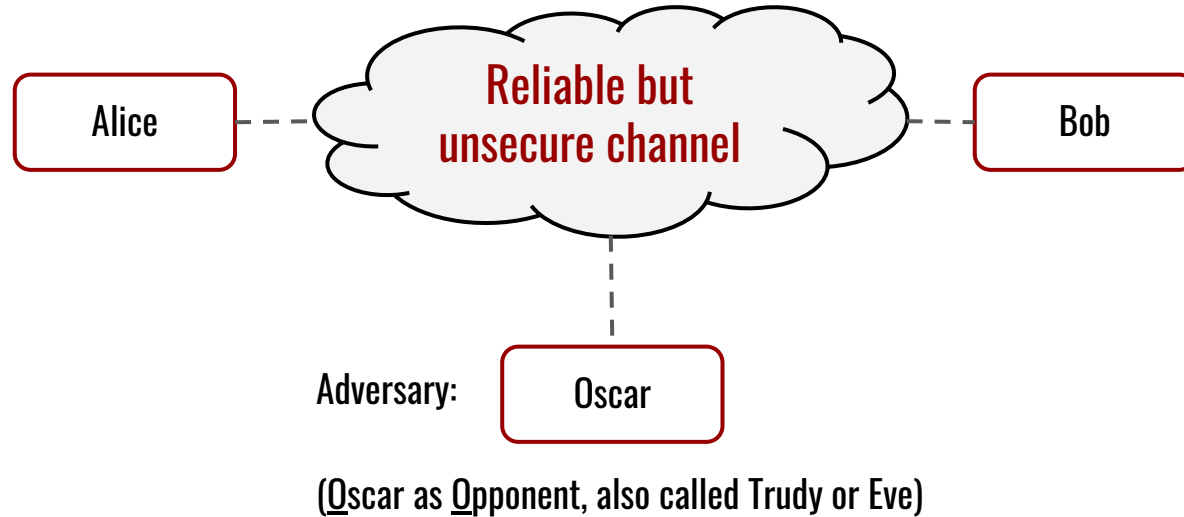 Alice
Reliable but
unsecure channel
Bob
Adversary:
Oscar
(Oscar as Opponent, also called Trudy or Eve)